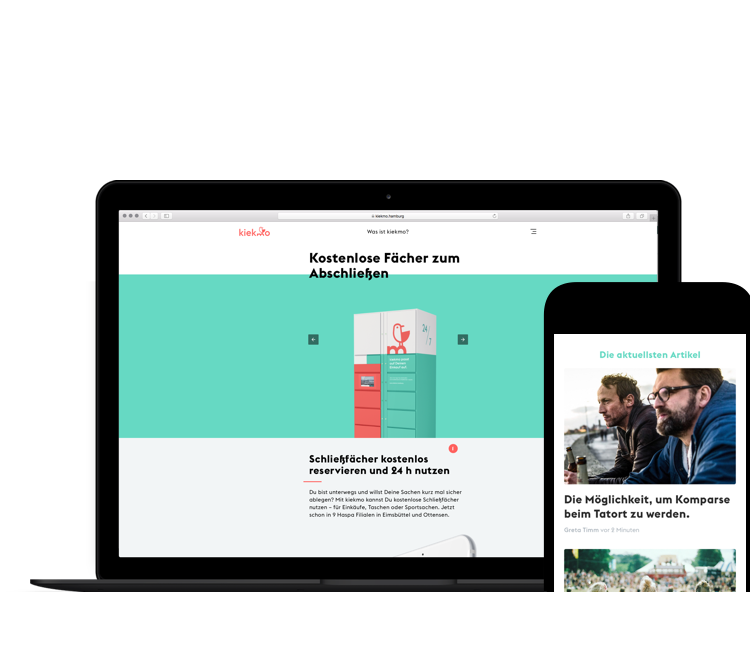 kiekmo.hamburg
kiekmo
Was ist kiekmo?
Kostenlose Fächer zum
Abschließen
24/7
Schließfächer kostenlos
reservieren und 24 h nutzen
Du bist unterwegs und willst Deine Sachen kurz mal sicher
ablegen? Mit kiekmo kannst Du kostenlose Schließfächer
nutzen – für Einkäufe, Taschen oder Sportsachen. Jetzt
schon in 9 Haspa Filialen in Eimsbüttel und Ottensen.
Die aktuellsten Artikel
Die Möglichkeit, um Komparse
beim Tatort zu werden.
Greta Timm vor 2 Minuten